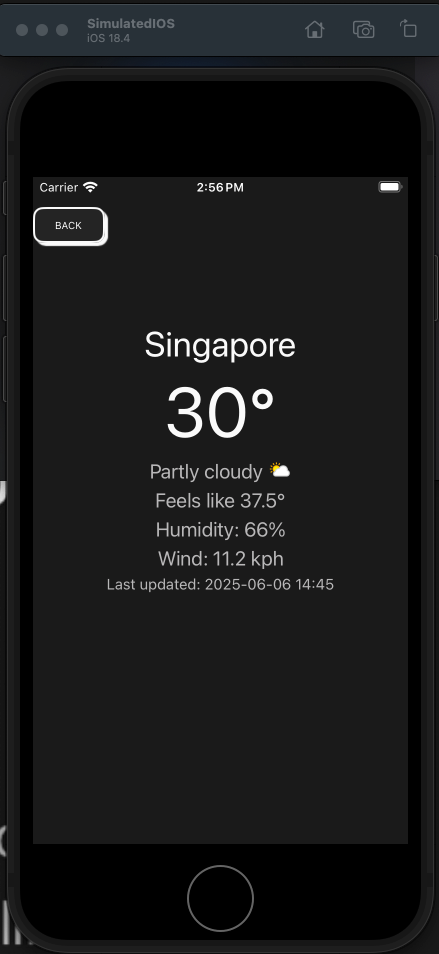 SimulatedIOS
iOS 18.4
Carrier 2:56 PM
BACK
Singapore
30°
Partly cloudy ⛅
Feels like 37.5°
Humidity: 66%
Wind: 11.2 kph
Last updated: 2025-06-06 14:45